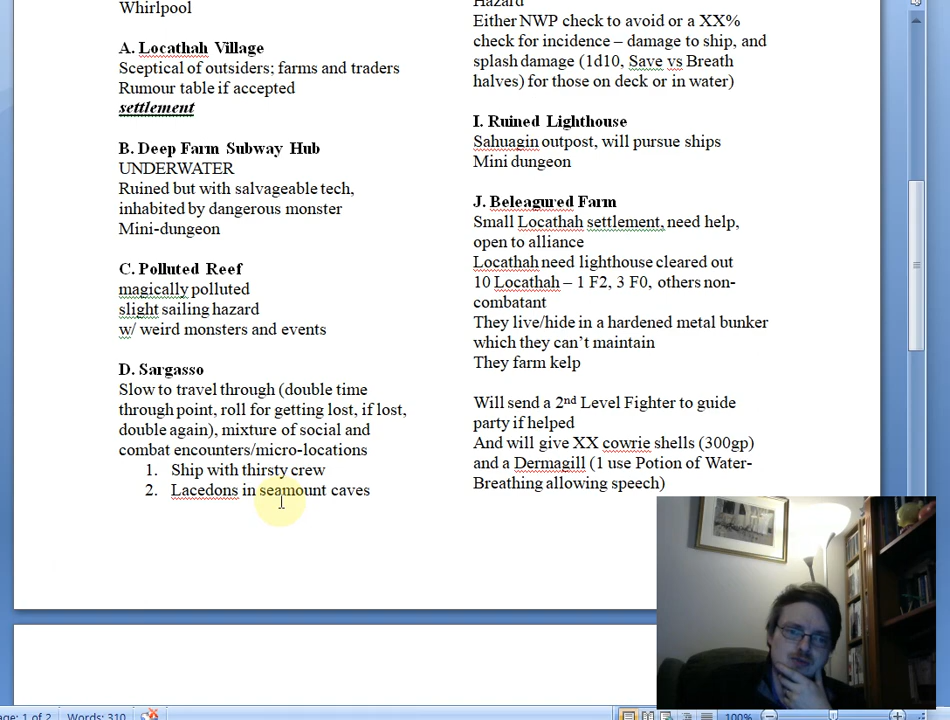 Whirlpool
A. Locathah Village
Sceptical of outsiders; farms and traders
Rumour table if accepted
settlement
B. Deep Farm Subway Hub
UNDERWATER
Ruined but with salvageable tech,
inhabited by dangerous monster
Mini-dungeon
C. Polluted Reef
magically polluted
slight sailing hazard
w/ weird monsters and events
D. Sargasso
Slow to travel through (double time
through point, roll for getting lost, if lost,
double again), mixture of social and
combat encounters/micro-locations
1. Ship with thirsty crew
2. Lacedons in seamount caves
Hazard
Either NWP check to avoid or a XX%
check for incidence – damage to ship, and
splash damage (1d10, Save vs Breath
halves) for those on deck or in water)
I. Ruined Lighthouse
Sahuagin outpost, will pursue ships
Mini dungeon
J. Beleagured Farm
Small Locathah settlement, need help,
open to alliance
Locathah need lighthouse cleared out
10 Locathah – 1 F2, 3 F0, others non-
combatant
They live/hide in a hardened metal bunker
which they can't maintain
They farm kelp
Will send a 2nd Level Fighter to guide
party if helped
And will give XX cowrie shells (300gp)
and a Dermagill (1 use Potion of Water-
Breathing allowing speech)
age: 1 of 2 Words: 310 100%